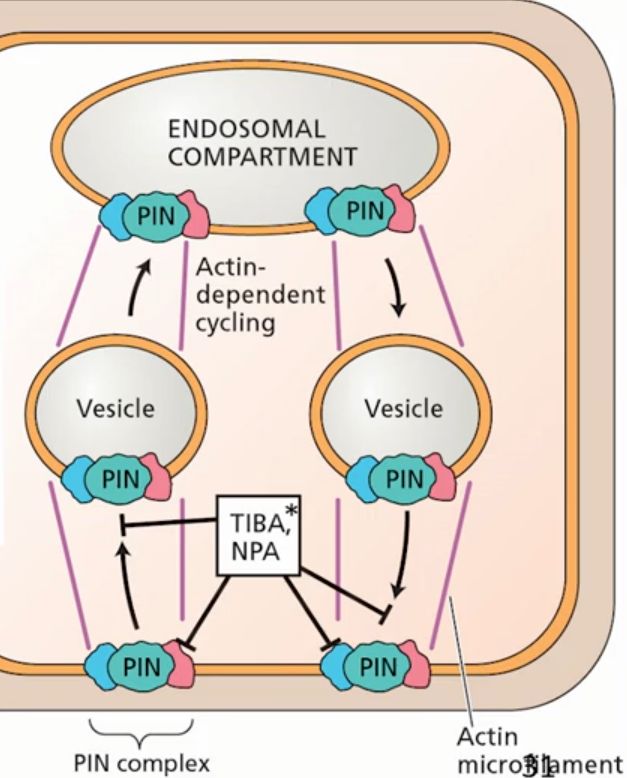 ENDOSOMAL
COMPARTMENT
PIN
PIN
Actin-
dependent
cycling
Vesicle
Vesicle
PIN
PIN
TIBA,*
NPA
PIN
PIN
PIN complex
Actin
microfilament
31